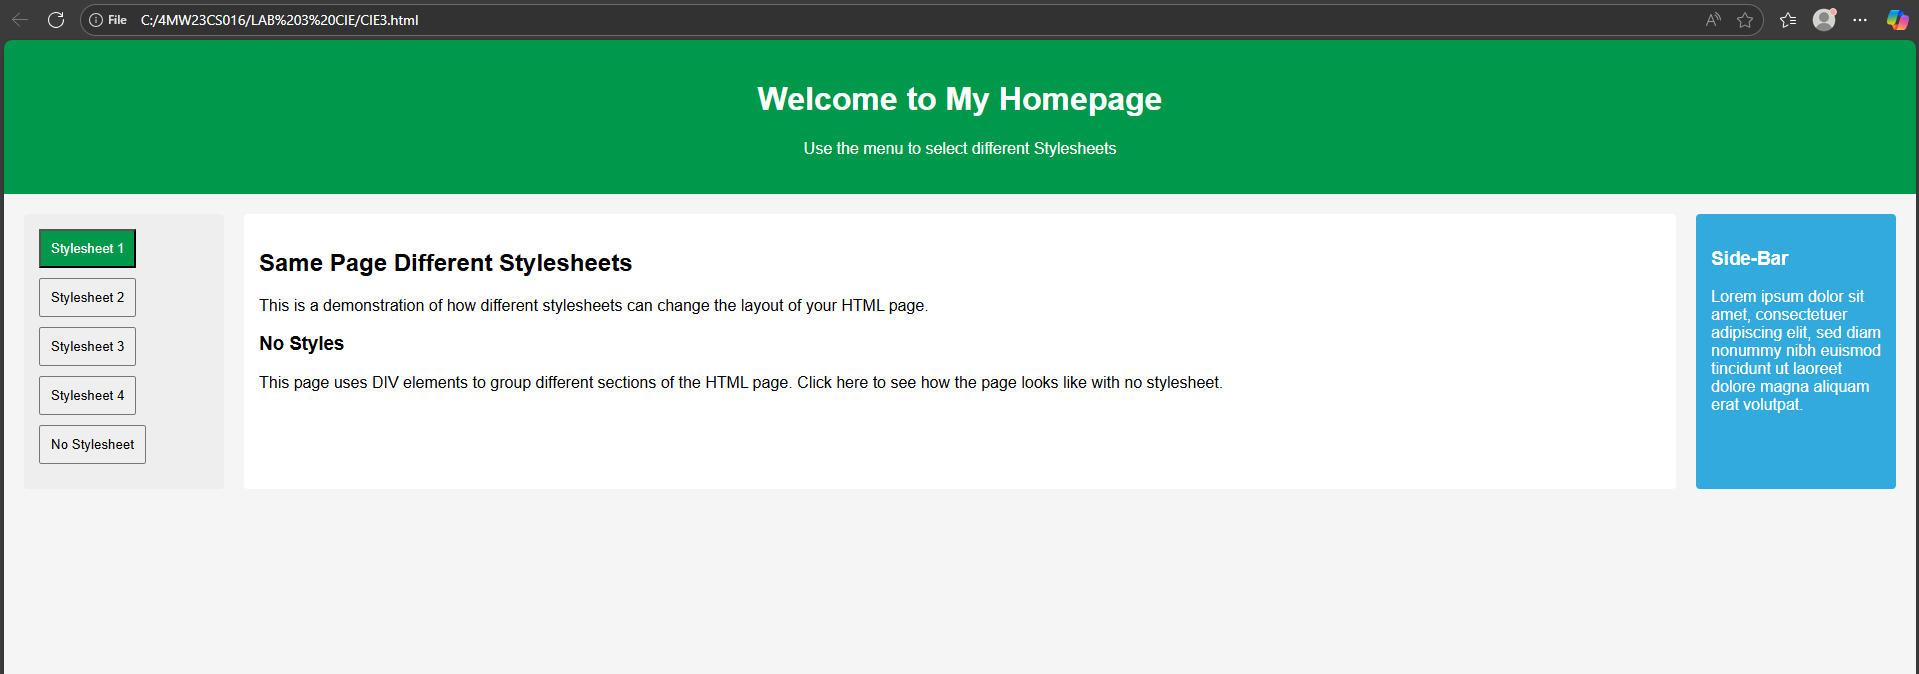 File C:/4MW23CS016/LAB%203%20CIE/CIE3.html
Welcome to My Homepage
Use the menu to select different Stylesheets
Stylesheet 1
Stylesheet 2
Stylesheet 3
Stylesheet 4
No Stylesheet
Same Page Different Stylesheets
This is a demonstration of how different stylesheets can change the layout of your HTML page.
No Styles
This page uses DIV elements to group different sections of the HTML page. Click here to see how the page looks like with no stylesheet.
Side-Bar
Lorem ipsum dolor sit
amet, consectetuer
adipiscing elit, sed diam
nonummy nibh euismod
tincidunt ut laoreet
dolore magna aliquam
erat volutpat.